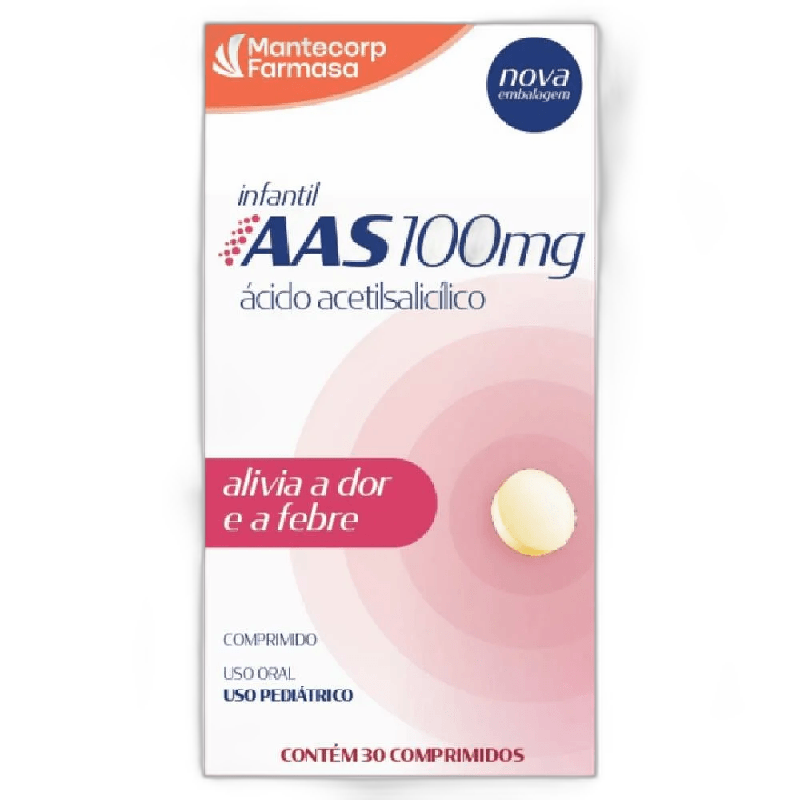 Mantecorp
Farmasa
nova
embalagem
infantil
AAS 100mg
ácido acetilsalicílico
alivia a dor
e a febre
COMPRIMIDO
USO ORAL
USO PEDIÁTRICO
CONTÉM 30 COMPRIMIDOS